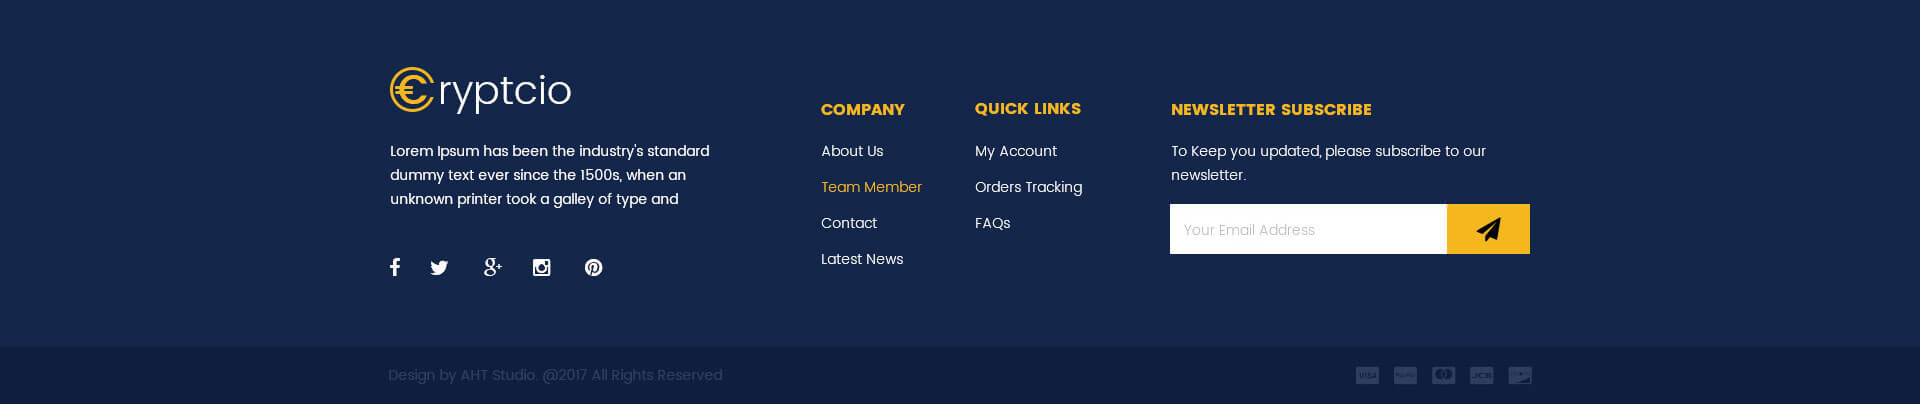 €ryptcio
Lorem Ipsum has been the industry's standard
dummy text ever since the 1500s, when an
unknown printer took a galley of type and
COMPANY
About Us
Team Member
Contact
Latest News
QUICK LINKS
My Account
Orders Tracking
FAQs
NEWSLETTER SUBSCRIBE
To Keep you updated, please subscribe to our
newsletter.
Your Email Address
Design by AHT Studio. @2017 All Rights Reserved
VISA
JCB